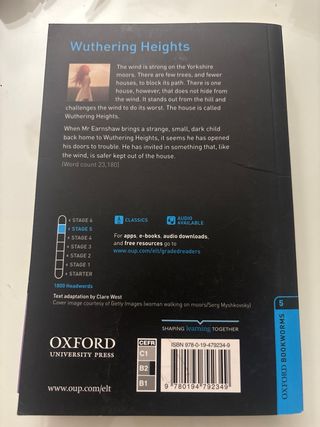 Wuthering Heights
The wind is strong on the Yorkshire
moors. There are few trees, and fewer
houses, to block its path. There is one
house, however, that does not hide from
the wind. It stands out from the hill and
challenges the wind to do its worst. The house is called
Wuthering Heights.
When Mr Earnshaw brings a strange, small, dark child
back home to Wuthering Heights, it seems he has opened
his doors to trouble. He has invited in something that, like
the wind, is safer kept out of the house.
[Word count 23,180]
STAGE 6
STAGE 5
STAGE 4
STAGE 3
STAGE 2
STAGE 1
STARTER
1800 Headwords
CLASSICS
AUDIO
AVAILABLE
For apps, e-books, audio downloads,
and free resources go to
www.oup.com/elt/gradedreaders
Text adaptation by Clare West
Cover image courtesy of Getty Images (woman walking on moors/Serg Myshkovsky)
5
OXFORD BOOKWORMS
SHAPING learning TOGETHER
OXFORD
UNIVERSITY PRESS
www.oup.com/elt
CEFR
C1
B2
B1
ISBN 978-0-19-479234-9
9 780194 792349